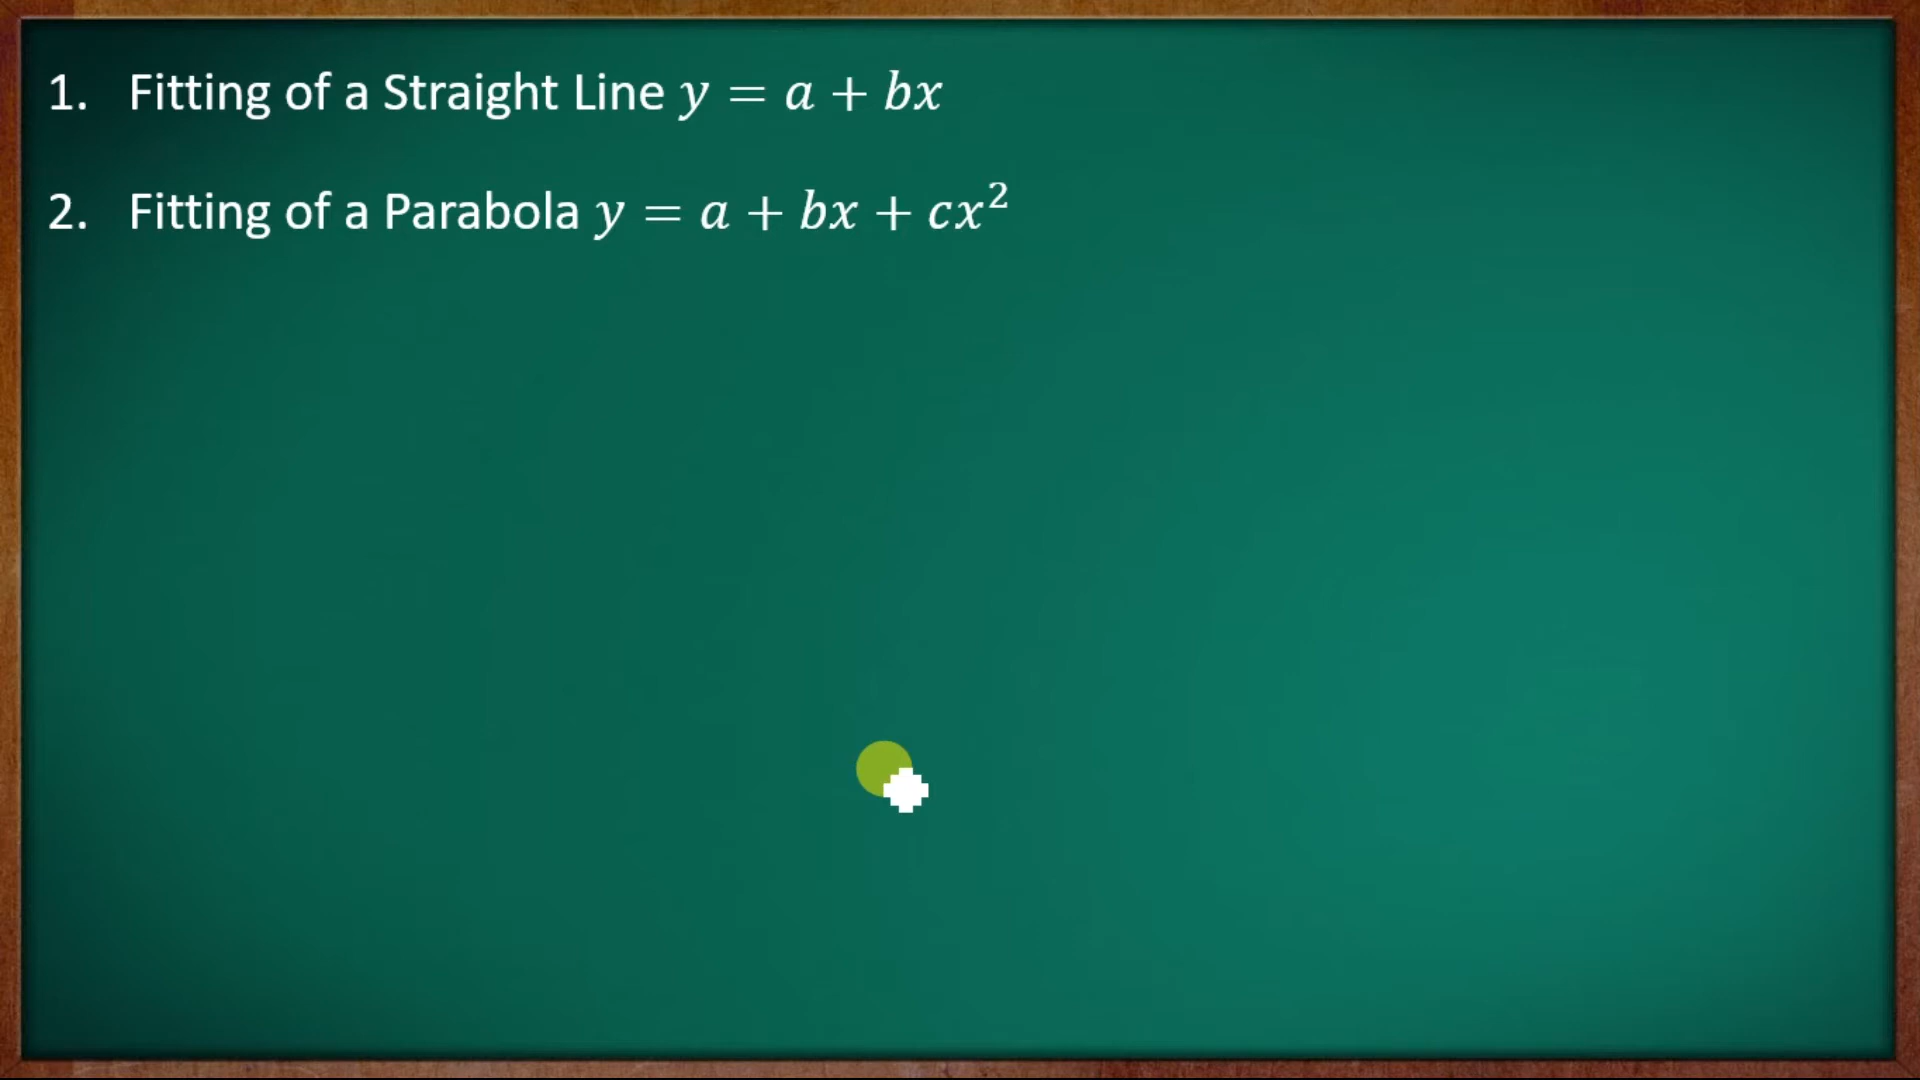 1. Fitting of a Straight Line y = a + bx
2. Fitting of a Parabola y = a + bx + cx²